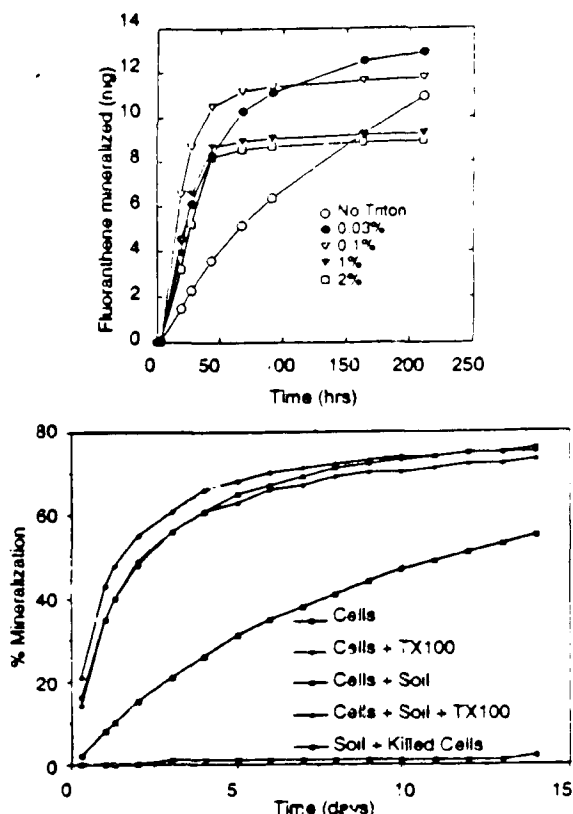 14
12
10
8
6
4
2
0
Fluoranthene mineralized (mg)
No Triton
0.03%
0.1%
1%
2%
0 50 100 150 200 250
Time (hrs)
80
60
40
20
0
% Mineralization
Cells
Cells + TX100
Cells + Soil
Cells + Soil + TX100
Soil + Killed Cells
0 5 10 15
Time (days)